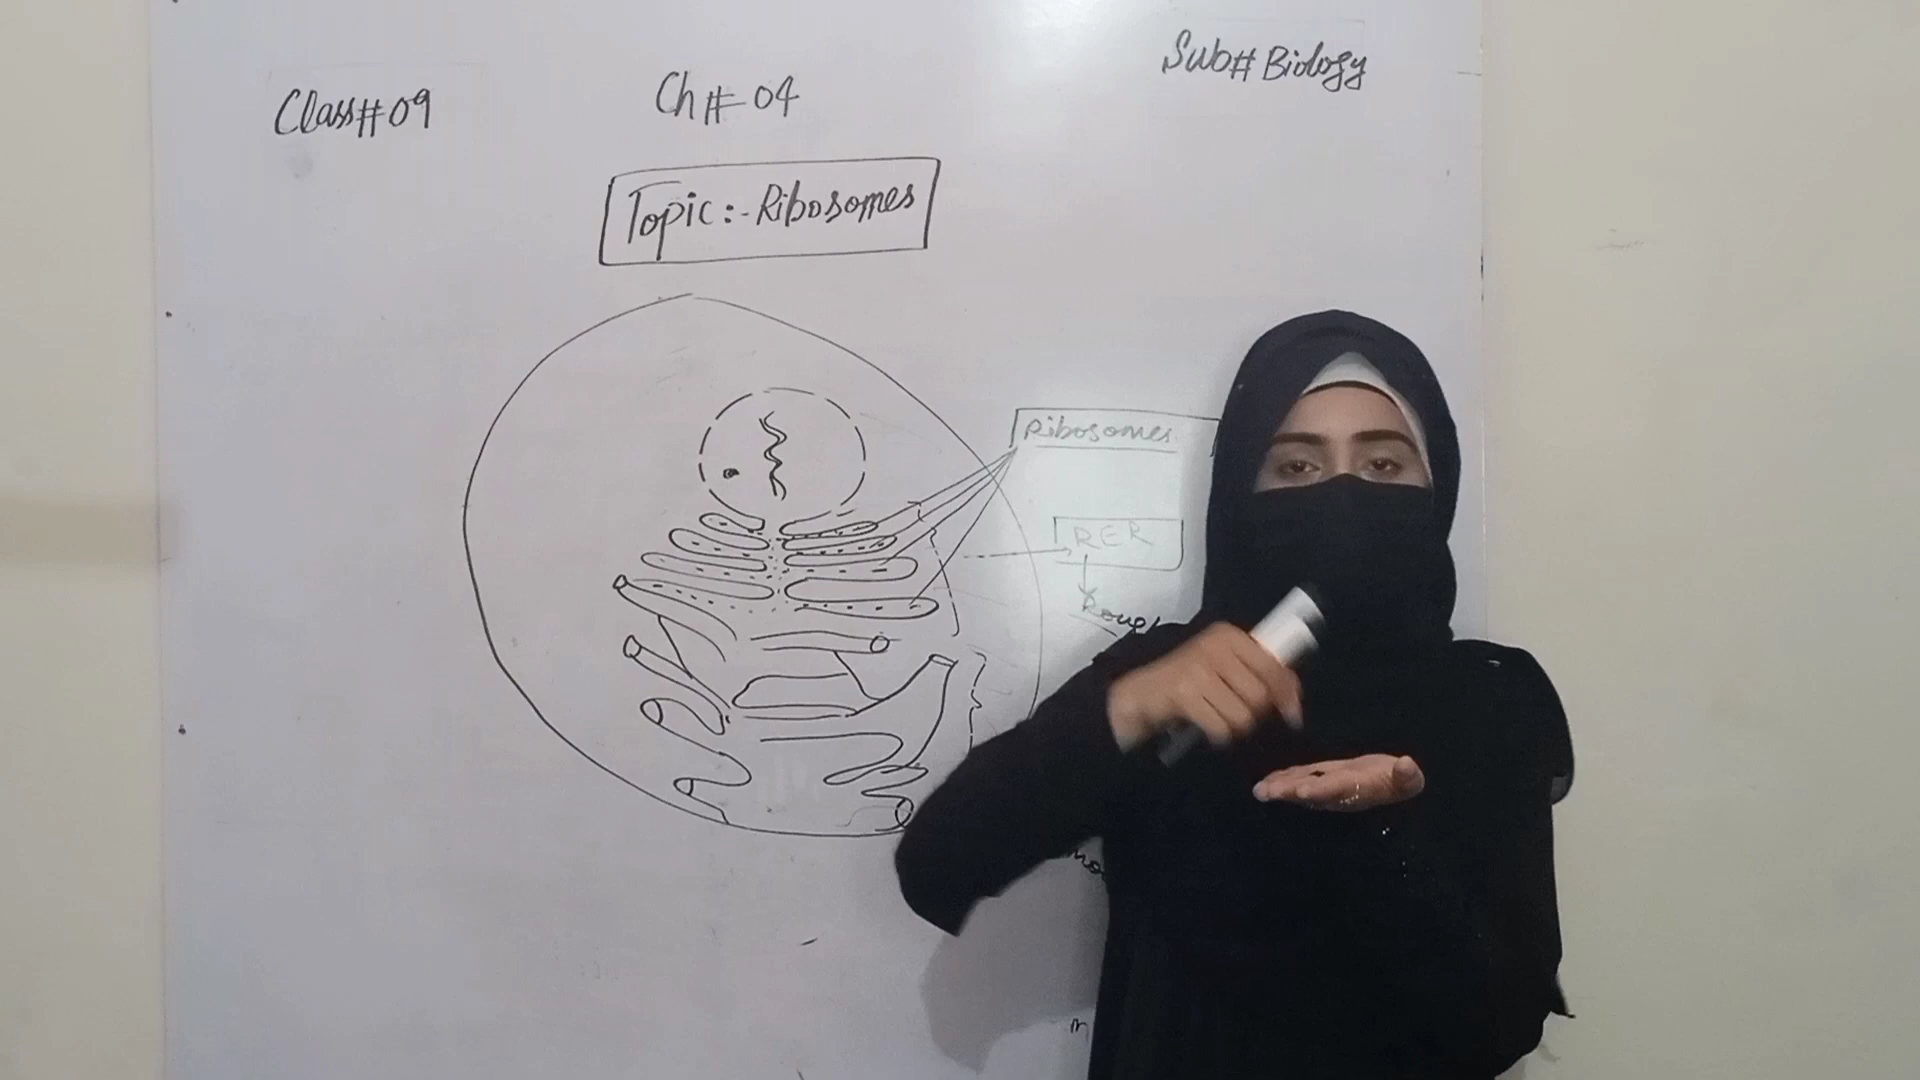 Class#09
Ch#04
Sub# Biology
Topic:- Ribosomes
Ribosomes
RER
Rough